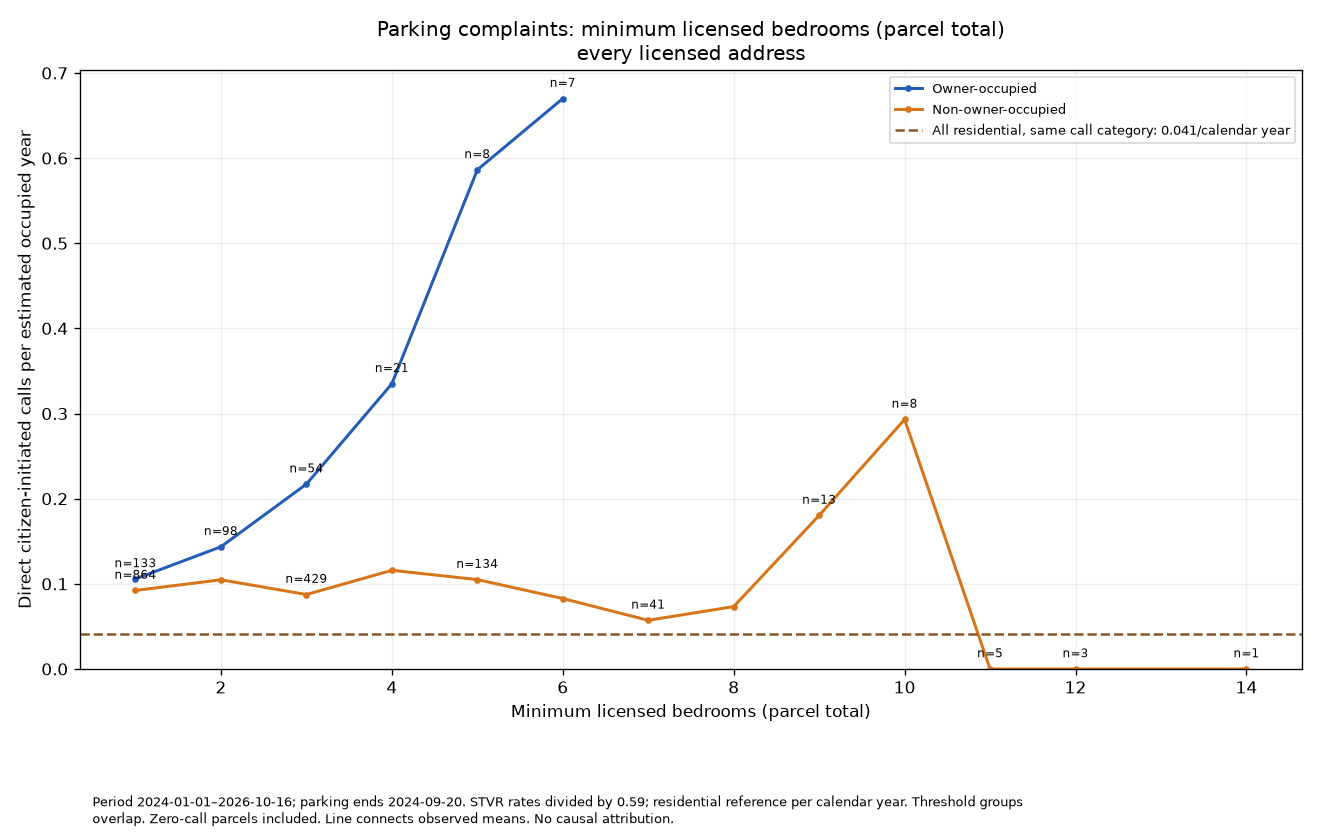 Parking complaints: minimum licensed bedrooms (parcel total)
every licensed address
Direct citizen-initiated calls per estimated occupied year
0.7
0.6
0.5
0.4
0.3
0.2
0.1
0.0
Owner-occupied
Non-owner-occupied
All residential, same call category: 0.041/calendar year
n=7
n=8
n=21
n=54
n=98
n=133
n=864
n=429
n=134
n=41
n=13
n=8
n=5
n=3
n=1
2 4 6 8 10 12 14
Minimum licensed bedrooms (parcel total)
Period 2024-01-01–2026-10-16; parking ends 2024-09-20. STVR rates divided by 0.59; residential reference per calendar year. Threshold groups
overlap. Zero-call parcels included. Line connects observed means. No causal attribution.